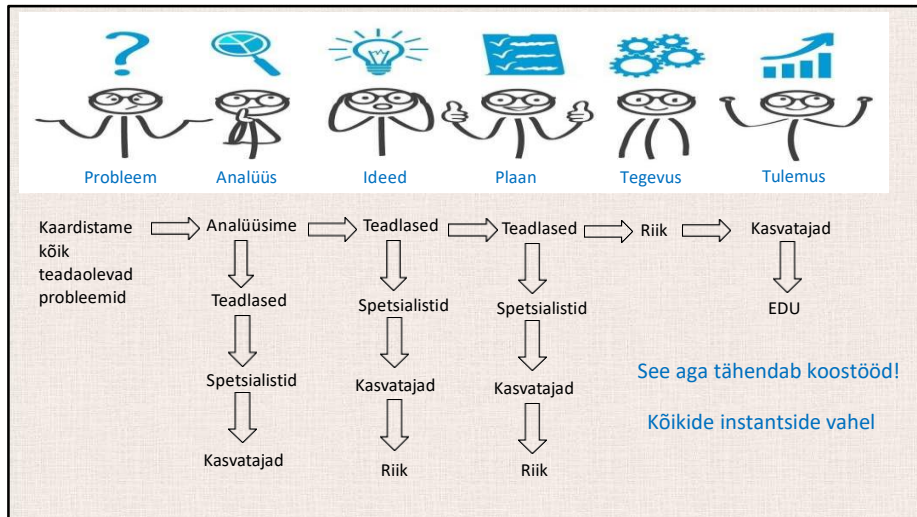 Probleem
Analüüs
Ideed
Plaan
Tegevus
Tulemus
Kaardistame
kõik
teadaolevad
probleemid
Analüüsime
Teadlased
Spetsialistid
Kasvatajad
Teadlased
Spetsialistid
Kasvatajad
Riik
Teadlased
Spetsialistid
Kasvatajad
Riik
Riik
Kasvatajad
EDU
See aga tähendab koostööd!
Kõikide instantside vahel